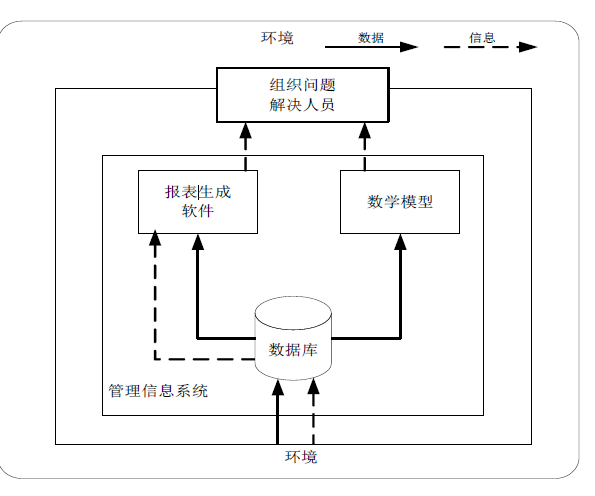 环境
数据
信息
组织问题
解决人员
报表生成
软件
数学模型
数据库
管理信息系统
环境